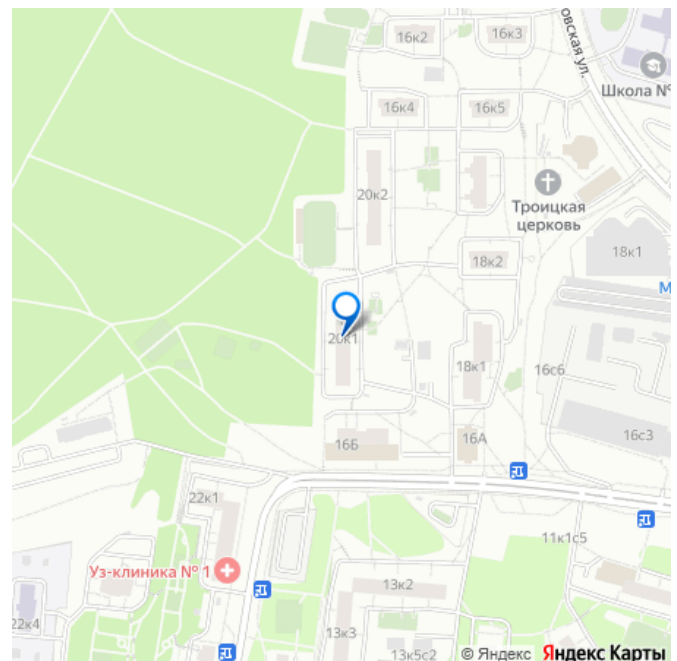 16к2
16к3
овская ул.
Школа №
16к4
16к5
20к2
Троицкая
церковь
18к2
18к1
М
20к1
18к1
16с6
16Б
16А
16с3
22к1
11к1с5
Уз-клиника № 1
13к2
22к4
13к3
13к5с2
© Яндекс
Яндекс Карты